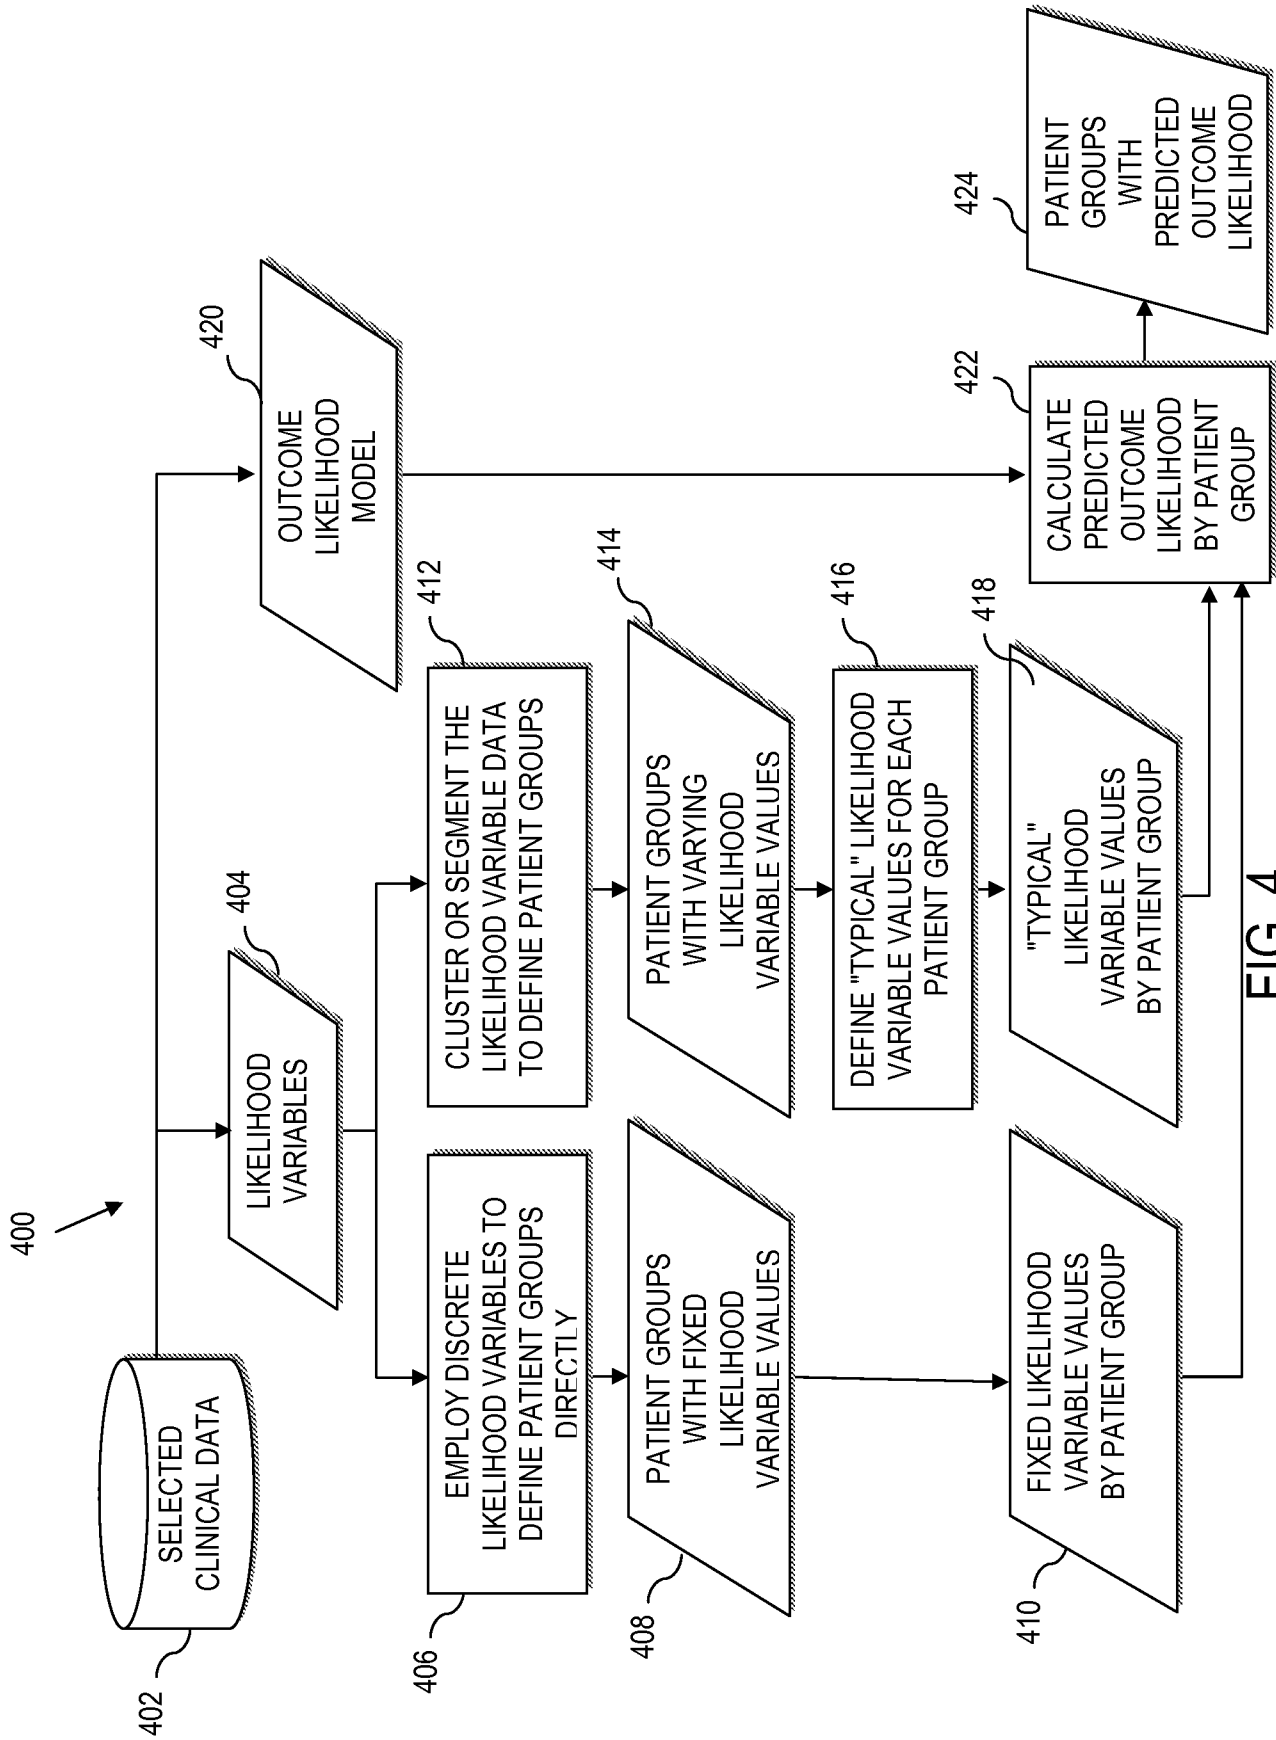 400
402
SELECTED
CLINICAL DATA
404
LIKELIHOOD
VARIABLES
420
OUTCOME
LIKELIHOOD
MODEL
406
EMPLOY DISCRETE
LIKELIHOOD VARIABLES TO
DEFINE PATIENT GROUPS
DIRECTLY
412
CLUSTER OR SEGMENT THE
LIKELIHOOD VARIABLE DATA
TO DEFINE PATIENT GROUPS
408
PATIENT GROUPS
WITH FIXED
LIKELIHOOD
VARIABLE VALUES
414
PATIENT GROUPS
WITH VARYING
LIKELIHOOD
VARIABLE VALUES
416
DEFINE "TYPICAL" LIKELIHOOD
VARIABLE VALUES FOR EACH
PATIENT GROUP
410
FIXED LIKELIHOOD
VARIABLE VALUES
BY PATIENT GROUP
418
"TYPICAL"
LIKELIHOOD
VARIABLE VALUES
BY PATIENT GROUP
422
CALCULATE
PREDICTED
OUTCOME
LIKELIHOOD
BY PATIENT
GROUP
424
PATIENT
GROUPS
WITH
PREDICTED
OUTCOME
LIKELIHOOD
FIG. 4